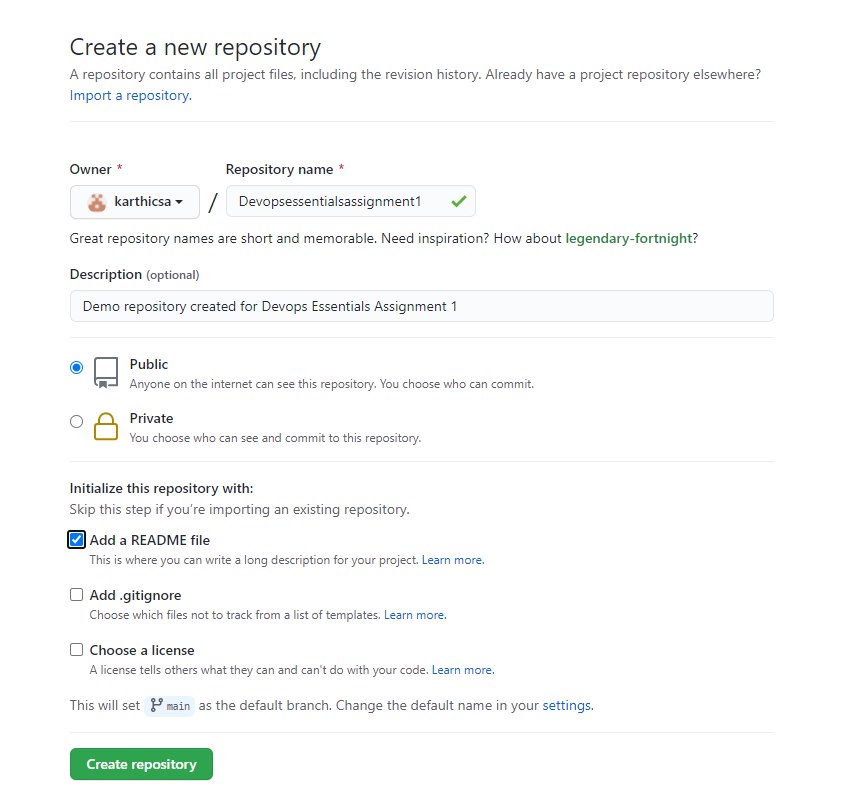 Create a new repository
A repository contains all project files, including the revision history. Already have a project repository elsewhere?
Import a repository.
Owner * Repository name *
karthicsa / Devopsessentialsassignment1
Great repository names are short and memorable. Need inspiration? How about legendary-fortnight?
Description (optional)
Demo repository created for Devops Essentials Assignment 1
Public
Anyone on the internet can see this repository. You choose who can commit.
Private
You choose who can see and commit to this repository.
Initialize this repository with:
Skip this step if you're importing an existing repository.
Add a README file
This is where you can write a long description for your project. Learn more.
Add .gitignore
Choose which files not to track from a list of templates. Learn more.
Choose a license
A license tells others what they can and can't do with your code. Learn more.
This will set main as the default branch. Change the default name in your settings.
Create repository